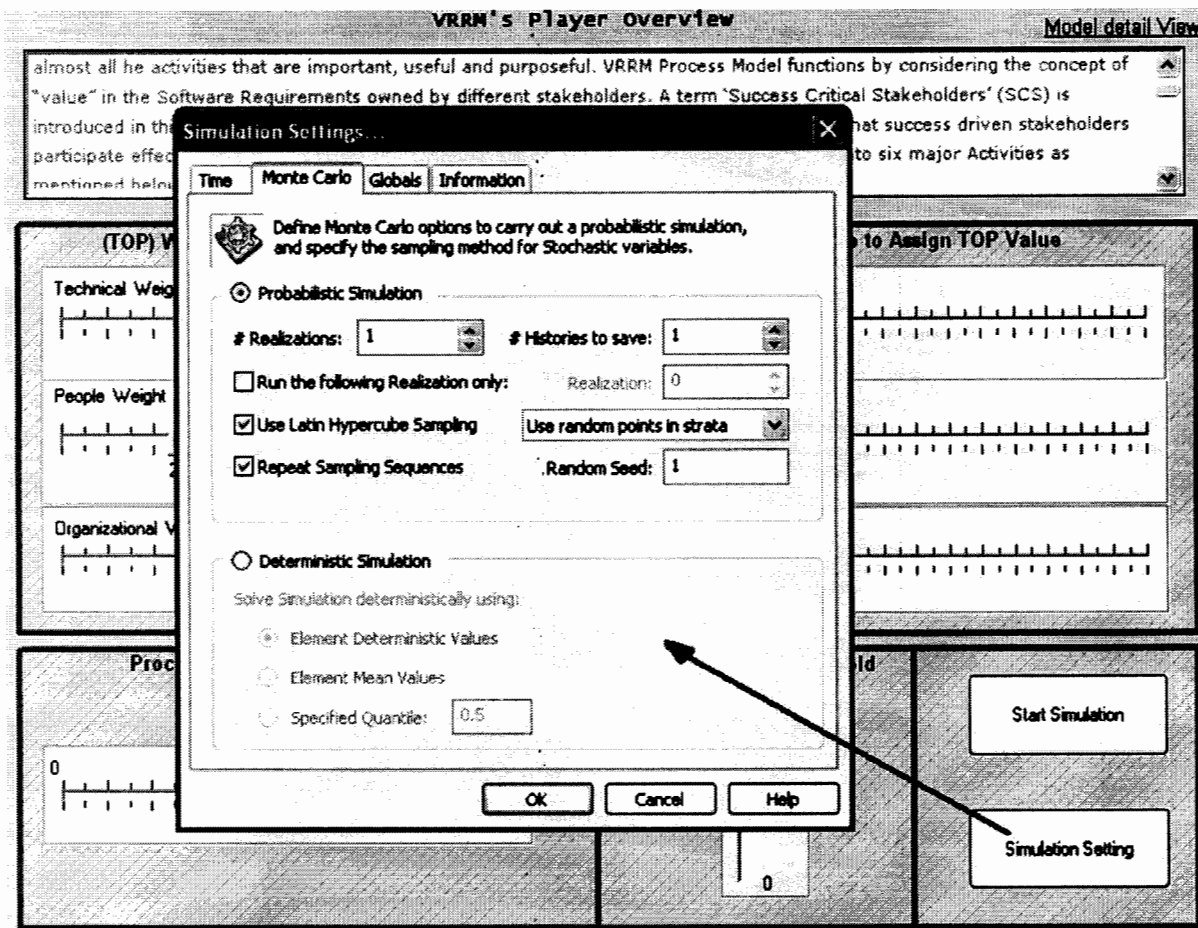 VRRM's Player Overview
Model detail View
almost all he activities that are important, useful and purposeful. VRRM Process Model functions by considering the concept of
"value" in the Software Requirements owned by different stakeholders. A term 'Success Critical Stakeholders' (SCS) is
introduced in th
hat success driven stakeholders
participate effec
to six major Activities as
mentioned belo
Simulation Settings...
Time
Monte Carlo
Globals
Information
Define Monte Carlo options to carry out a probabilistic simulation,
and specify the sampling method for Stochastic variables.
Probabilistic Simulation
# Realizations: 1
# Histories to save: 1
Run the following Realization only:
Realization: 0
Use Latin Hypercube Sampling
Use random points in strata
Repeat Sampling Sequences
Random Seed: 1
Deterministic Simulation
Solve Simulation deterministically using:
Element Deterministic Values
Element Mean Values
Specified Quantile: 0.5
OK
Cancel
Help
(TOP) W
to Assign TOP Value
Technical Weig
People Weight
2
Organizational W
Proc
ld
0
0
Start Simulation
Simulation Setting